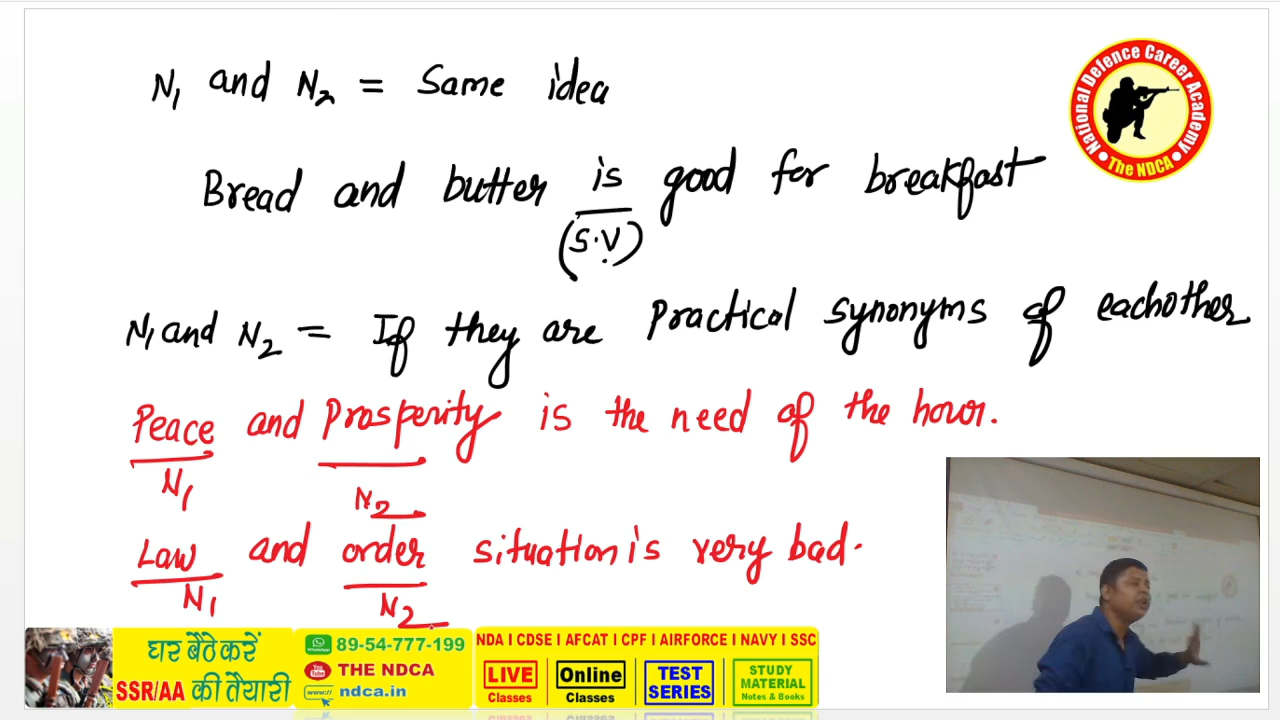 N1 and N2 = Same idea
Bread and butter is good for breakfast
(S.V)
N1 and N2 = If they are Practical synonyms of eachother
Peace and Prosperity is the need of the hour.
N1 N2
Law and order situation is very bad.
N1 N2
National Defence Career Academy
The NDCA
घर बैठे करें
SSR/AA की तैयारी
89-54-777-199
You Tube
THE NDCA
www://
ndca.in
NDA I CDSE I AFCAT I CPF I AIRFORCE I NAVY I SSC
LIVE Classes
Online Classes
TEST SERIES
STUDY MATERIAL Notes & Books